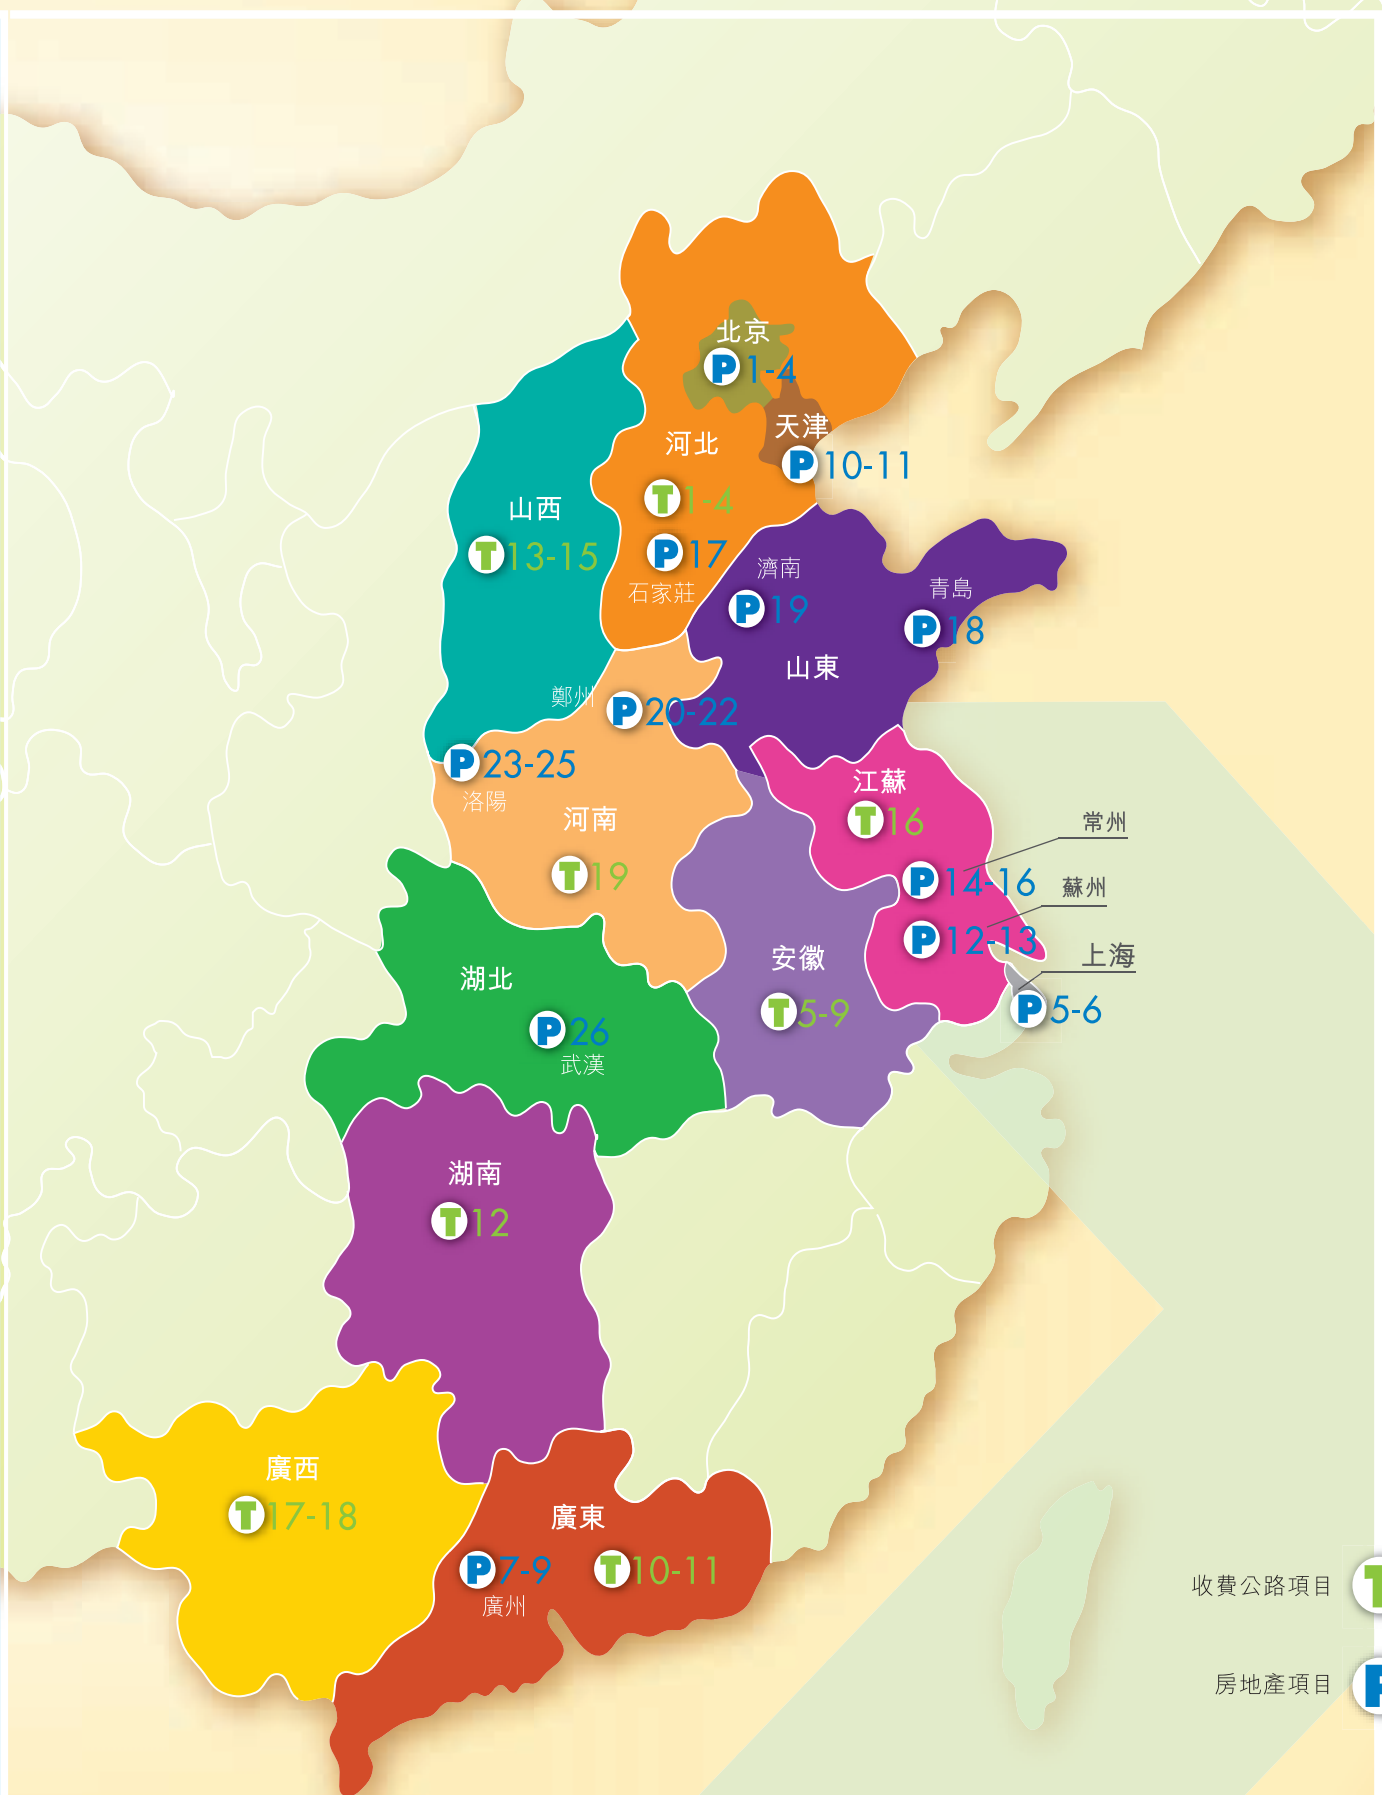 北京
P 1-4
天津
P 10-11
河北
T 1-4
P 17
石家莊
山西
T 13-15
濟南
P 19
青島
P 18
山東
鄭州
P 20-22
P 23-25
洛陽
河南
T 19
江蘇
T 16
常州
P 14-16
蘇州
P 12-13
上海
P 5-6
安徽
T 5-9
湖北
P 26
武漢
湖南
T 12
廣西
T 17-18
廣東
P 7-9
廣州
T 10-11
收費公路項目 T
房地產項目 P